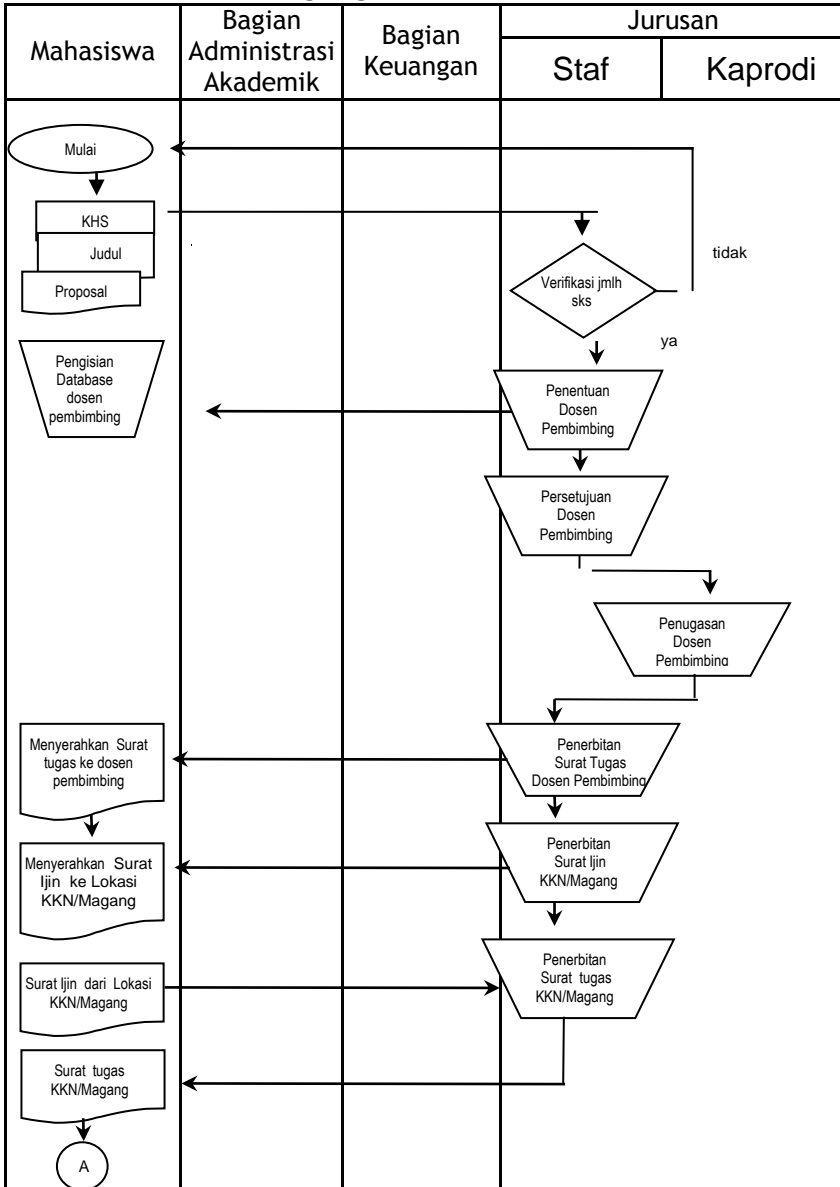 Mahasiswa
Bagian
Administrasi
Akademik
Bagian
Keuangan
Jurusan
Staf
Kaprodi
Mulai
KHS
Judul
Proposal
Verifikasi jmlh
sks
tidak
ya
Pengisian
Database
dosen
pembimbing
Penentuan
Dosen
Pembimbing
Persetujuan
Dosen
Pembimbing
Penugasan
Dosen
Pembimbing
Menyerahkan Surat
tugas ke dosen
pembimbing
Penerbitan
Surat Tugas
Dosen Pembimbing
Menyerahkan Surat
Ijin ke Lokasi
KKN/Magang
Penerbitan
Surat Ijin
KKN/Magang
Surat Ijin dari Lokasi
KKN/Magang
Penerbitan
Surat tugas
KKN/Magang
Surat tugas
KKN/Magang
A